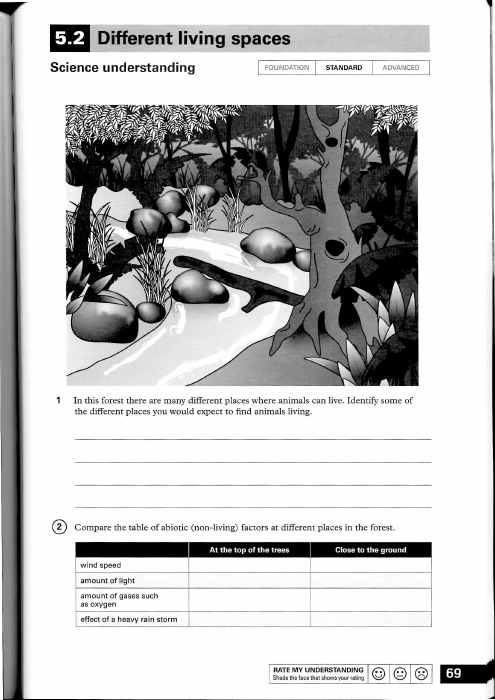 5.2 Different living spaces
Science understanding
FOUNDATION STANDARD ADVANCED
1 In this forest there are many different places where animals can live. Identify some of
the different places you would expect to find animals living.
2 Compare the table of abiotic (non-living) factors at different places in the forest.
At the top of the trees Close to the ground
wind speed
amount of light
amount of gases such
as oxygen
effect of a heavy rain storm
RATE MY UNDERSTANDING
Shade the face that shows your rating
69